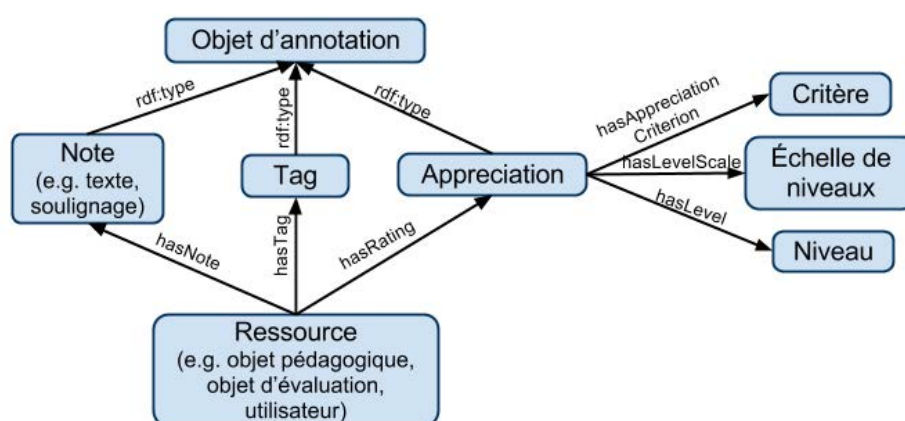 Objet d'annotation
rdf:type
rdf:type
rdf:type
Note
(e.g. texte,
soulignage)
Tag
Appreciation
hasAppreciation
Criterion
hasLevelScale
hasLevel
Critère
Échelle de
niveaux
Niveau
hasNote
hasTag
hasRating
Ressource
(e.g. objet pédagogique,
objet d'évaluation,
utilisateur)